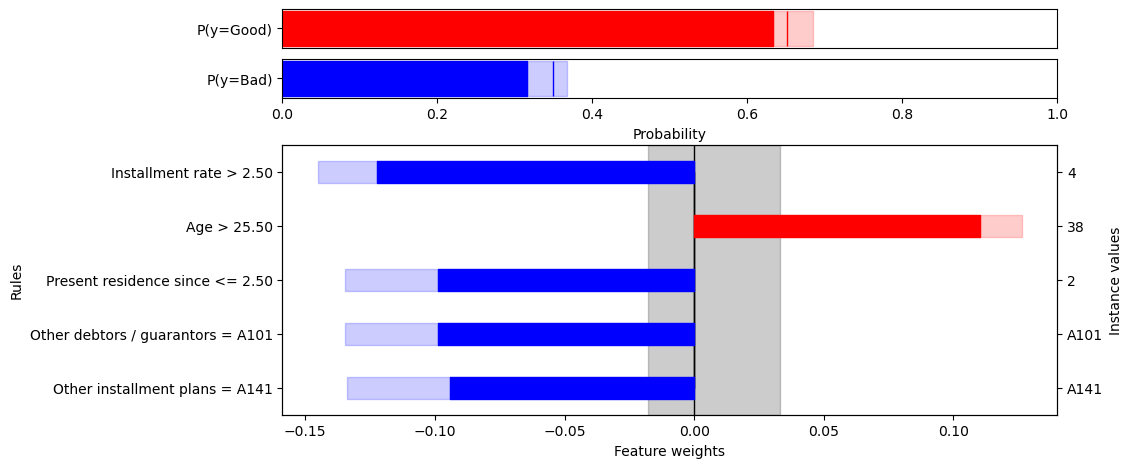 P(y=Good)
P(y=Bad)
0.0 0.2 0.4 0.6 0.8 1.0
Probability
Installment rate > 2.50 4
Age > 25.50 38
Present residence since <= 2.50 2
Other debtors / guarantors = A101 A101
Other installment plans = A141 A141
Rules
Instance values
−0.15 −0.10 −0.05 0.00 0.05 0.10
Feature weights